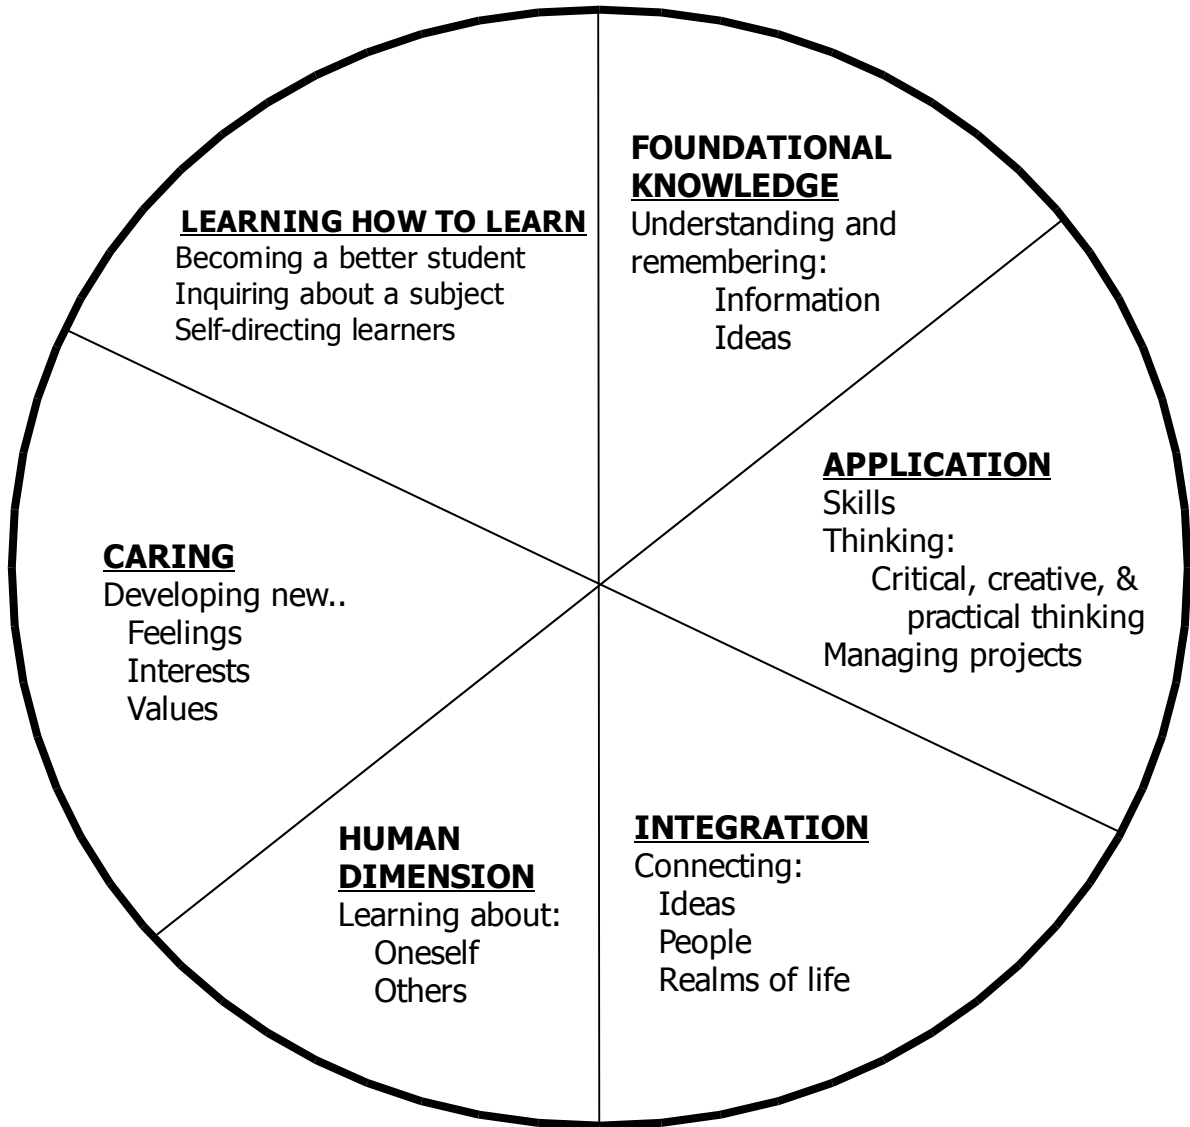 FOUNDATIONAL
KNOWLEDGE
Understanding and
remembering:
Information
Ideas
APPLICATION
Skills
Thinking:
Critical, creative, &
practical thinking
Managing projects
INTEGRATION
Connecting:
Ideas
People
Realms of life
HUMAN
DIMENSION
Learning about:
Oneself
Others
CARING
Developing new..
Feelings
Interests
Values
LEARNING HOW TO LEARN
Becoming a better student
Inquiring about a subject
Self-directing learners